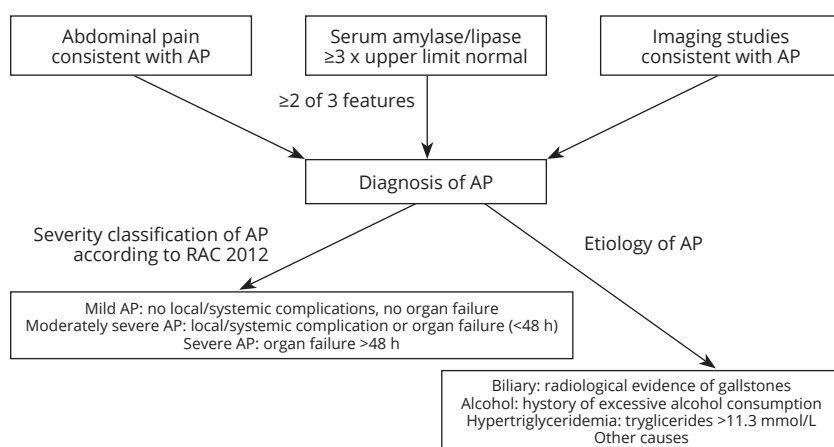 Abdominal pain
consistent with AP
Serum amylase/lipase
≥3 x upper limit normal
Imaging studies
consistent with AP
≥2 of 3 features
Diagnosis of AP
Severity classification of AP
according to RAC 2012
Etiology of AP
Mild AP: no local/systemic complications, no organ failure
Moderately severe AP: local/systemic complication or organ failure (<48 h)
Severe AP: organ failure >48 h
Biliary: radiological evidence of gallstones
Alcohol: hystory of excessive alcohol consumption
Hypertriglyceridemia: tryglicerides >11.3 mmol/L
Other causes